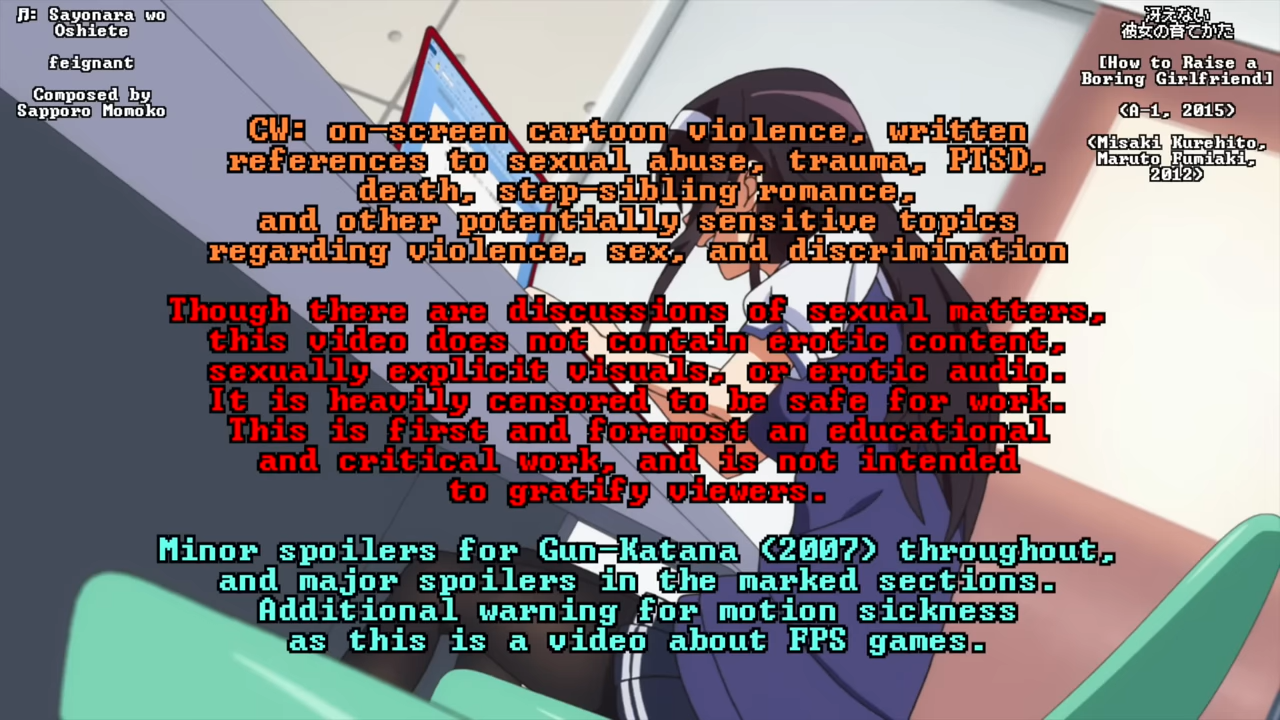 ♫: Sayonara wo
Oshiete
feignant
Composed by
Sapporo Momoko
冴えない
彼女の育てかた
[How to Raise a
Boring Girlfriend]
<A-1, 2015>
<Misaki Kurehito,
Maruto Fumiaki,
2012>
CW: on-screen cartoon violence, written
references to sexual abuse, trauma, PTSD,
death, step-sibling romance,
and other potentially sensitive topics
regarding violence, sex, and discrimination
Though there are discussions of sexual matters,
this video does not contain erotic content,
sexually explicit visuals, or erotic audio.
It is heavily censored to be safe for work.
This is first and foremost an educational
and critical work, and is not intended
to gratify viewers.
Minor spoilers for Gun-Katana (2007) throughout,
and major spoilers in the marked sections.
Additional warning for motion sickness
as this is a video about FPS games.